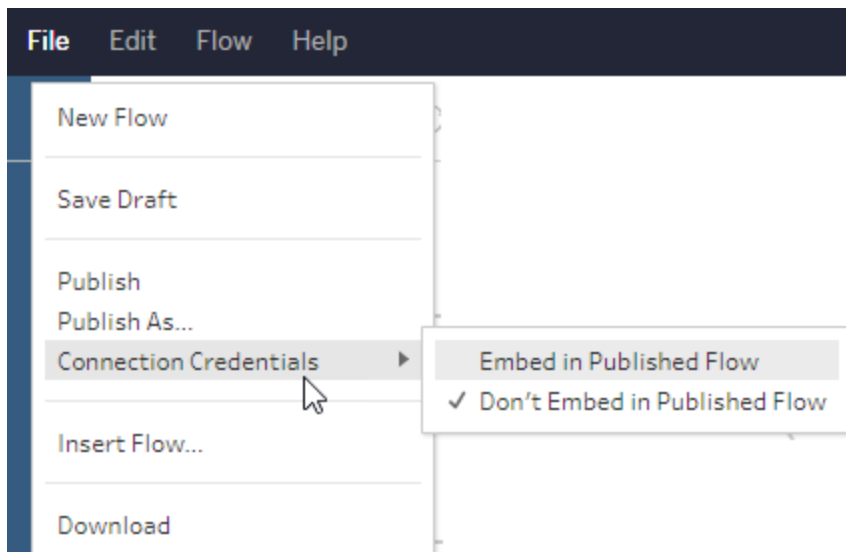 File Edit Flow Help
New Flow
Save Draft
Publish
Publish As...
Connection Credentials
Embed in Published Flow
Don't Embed in Published Flow
Insert Flow...
Download